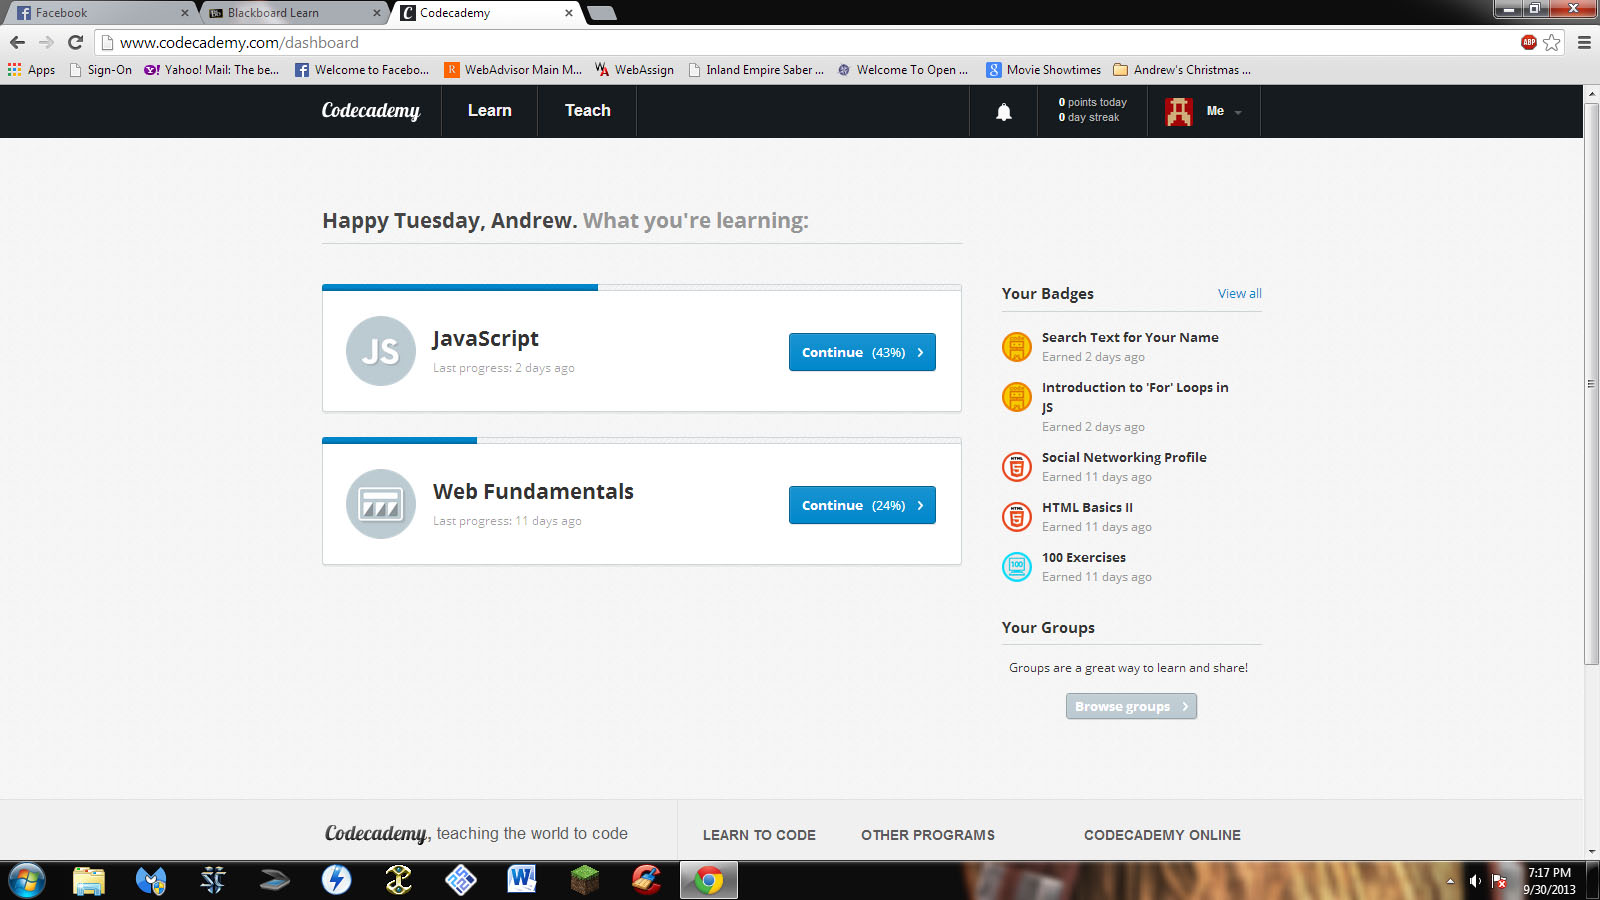 Facebook
Blackboard Learn
Codecademy
www.codecademy.com/dashboard
ABP
Apps
Sign-On
Yahoo! Mail: The be...
Welcome to Facebo...
WebAdvisor Main M...
WebAssign
Inland Empire Saber ...
Welcome To Open ...
Movie Showtimes
Andrew's Christmas ...
Codecademy
Learn
Teach
0 points today
0 day streak
Me
Happy Tuesday, Andrew. What you're learning:
JS
JavaScript
Last progress: 2 days ago
Continue (43%)
Web Fundamentals
Last progress: 11 days ago
Continue (24%)
Your Badges
View all
Search Text for Your Name
Earned 2 days ago
Introduction to 'For' Loops in
JS
Earned 2 days ago
HTML
5
Social Networking Profile
Earned 11 days ago
HTML
5
HTML Basics II
Earned 11 days ago
100
100 Exercises
Earned 11 days ago
Your Groups
Groups are a great way to learn and share!
Browse groups
Codecademy, teaching the world to code
LEARN TO CODE
OTHER PROGRAMS
CODECADEMY ONLINE
7:17 PM
9/30/2013